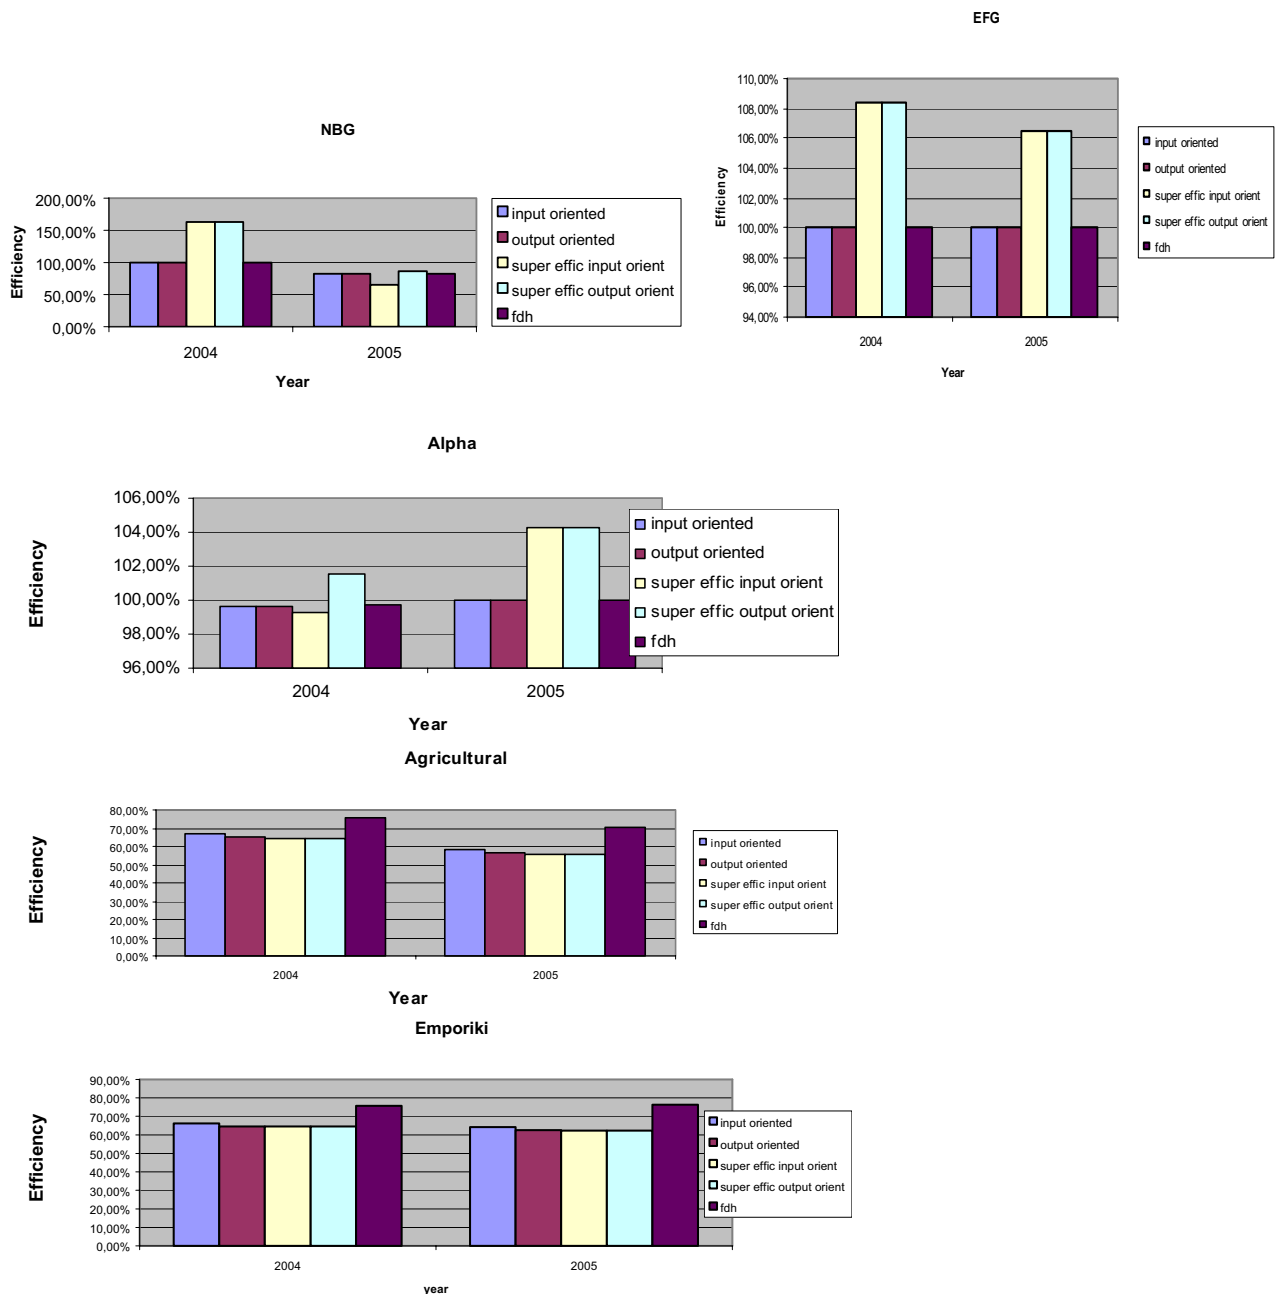 EFG
110,00%
108,00%
106,00%
104,00%
102,00%
100,00%
98,00%
96,00%
94,00%
Efficiency
2004
2005
Year
input oriented
output oriented
super effic input orient
super effic output orient
fdh
NBG
200,00%
150,00%
100,00%
50,00%
0,00%
Efficiency
2004
2005
Year
input oriented
output oriented
super effic input orient
super effic output orient
fdh
Alpha
106,00%
104,00%
102,00%
100,00%
98,00%
96,00%
Efficiency
2004
2005
Year
input oriented
output oriented
super effic input orient
super effic output orient
fdh
Agricultural
80,00%
70,00%
60,00%
50,00%
40,00%
30,00%
20,00%
10,00%
0,00%
Efficiency
2004
2005
Year
input oriented
output oriented
super effic input orient
super effic output orient
fdh
Emporiki
90,00%
80,00%
70,00%
60,00%
50,00%
40,00%
30,00%
20,00%
10,00%
0,00%
Efficiency
2004
2005
year
input oriented
output oriented
super effic input orient
super effic output orient
fdh